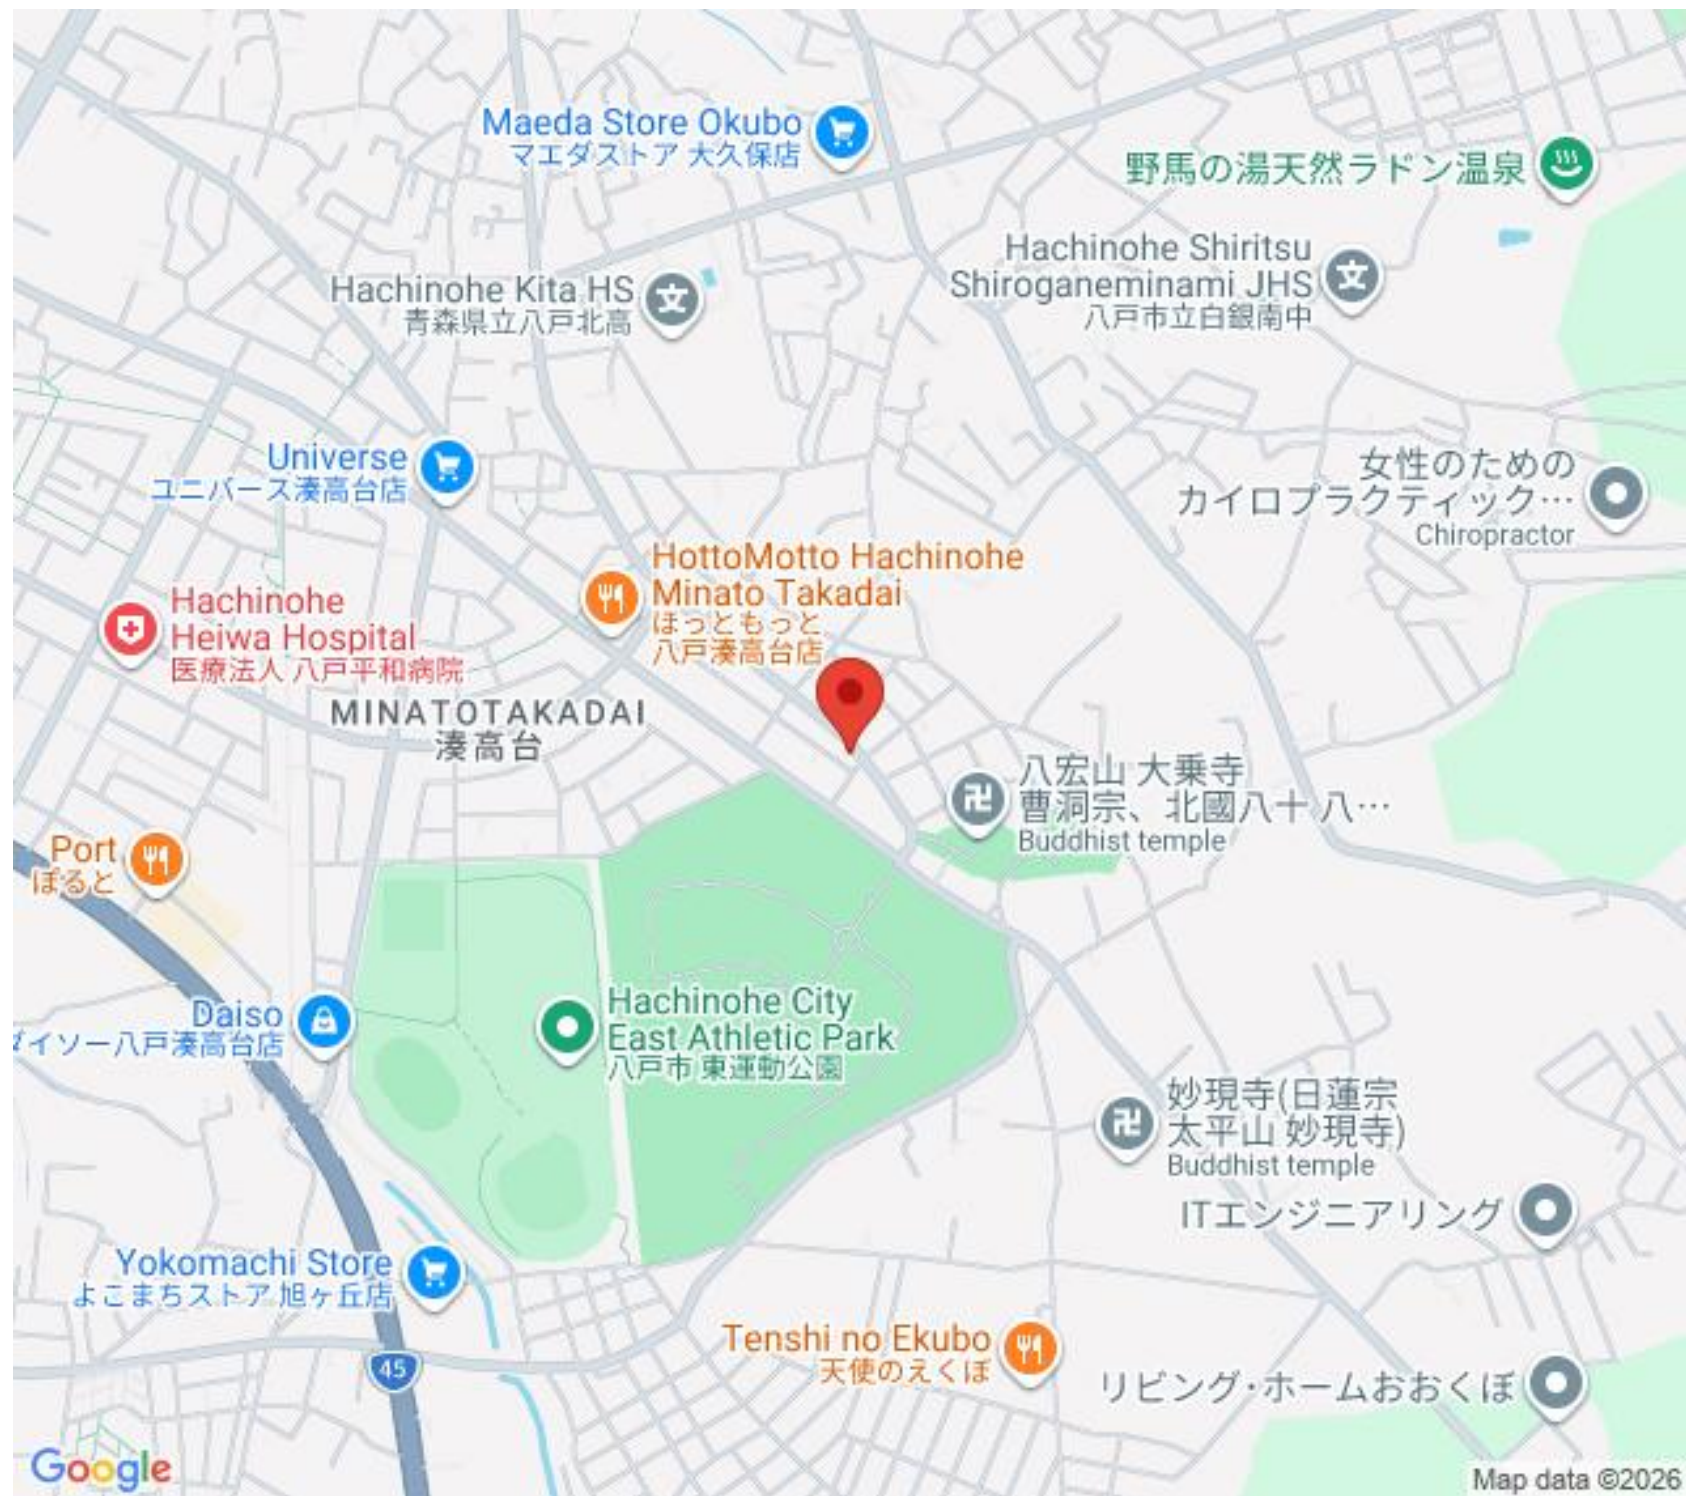 Maeda Store Okubo
マエダストア 大久保店
野馬の湯天然ラドン温泉
Hachinohe Shiritsu
Shiroganeminami JHS
八戸市立白銀南中
Hachinohe Kita HS
青森県立八戸北高
Universe
ユニバース湊高台店
女性のための
カイロプラクティック…
Chiropractor
HottoMotto Hachinohe
Minato Takadai
ほっともっと
八戸湊高台店
Hachinohe
Heiwa Hospital
医療法人 八戸平和病院
MINATOTAKADAI
湊高台
八宏山 大乗寺
曹洞宗、北國八十八…
Buddhist temple
Port
ぽると
Daiso
ダイソー八戸湊高台店
Hachinohe City
East Athletic Park
八戸市 東運動公園
妙現寺(日蓮宗
太平山 妙現寺)
Buddhist temple
ITエンジニアリング
Yokomachi Store
よこまちストア 旭ヶ丘店
Tenshi no Ekubo
天使のえくぼ
45
リビング・ホームおおくぼ
Google
Map data ©2026